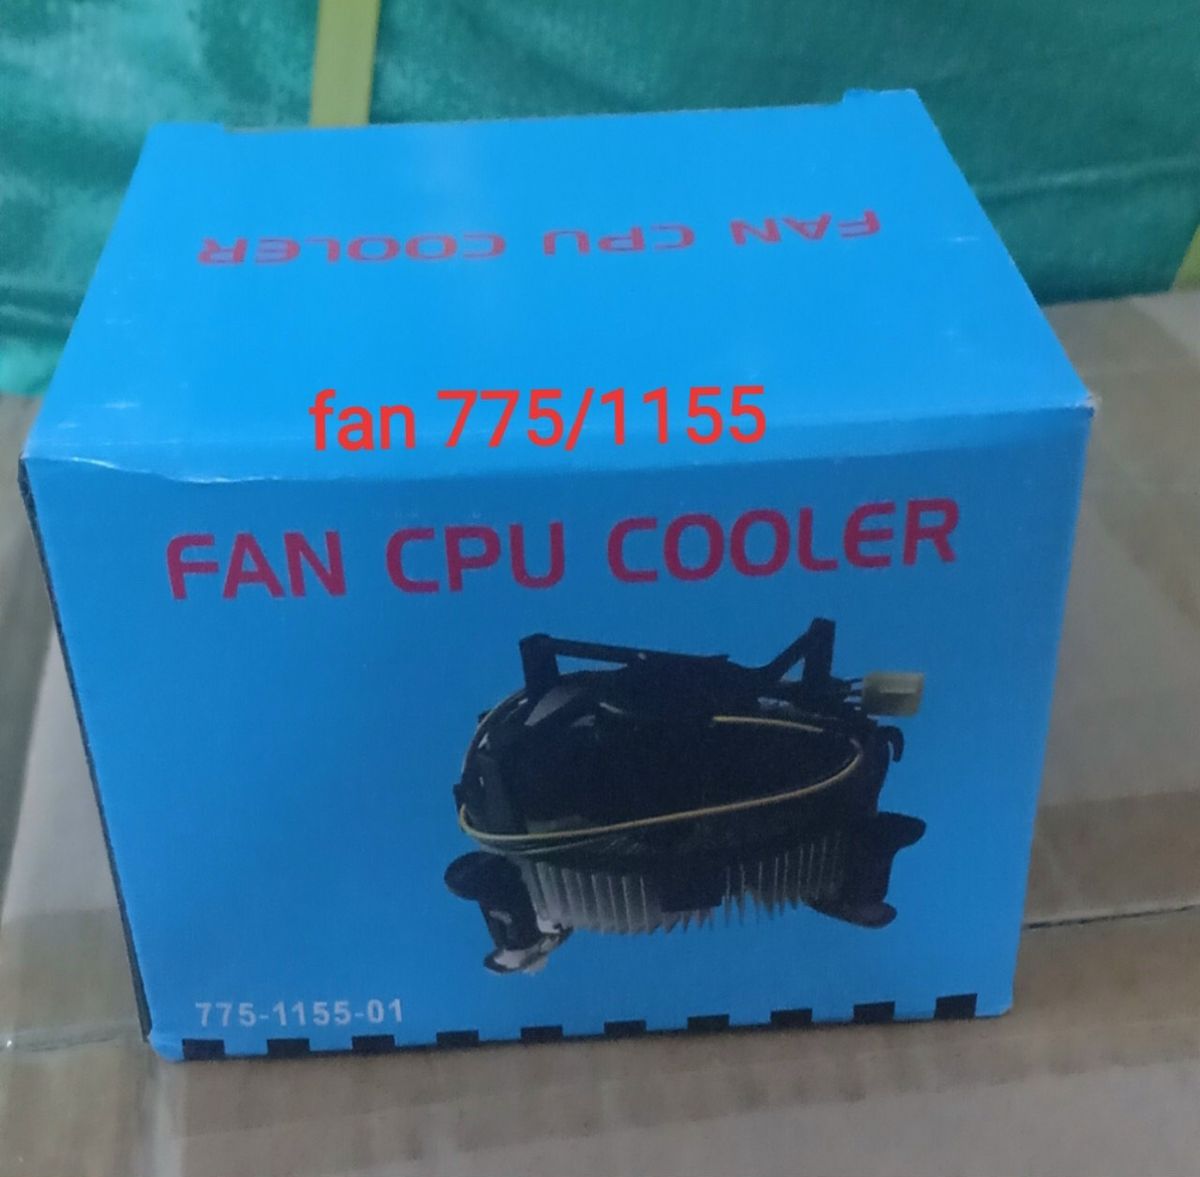 FAN CPU COOLER
fan 775/1155
FAN CPU COOLER
775-1155-01